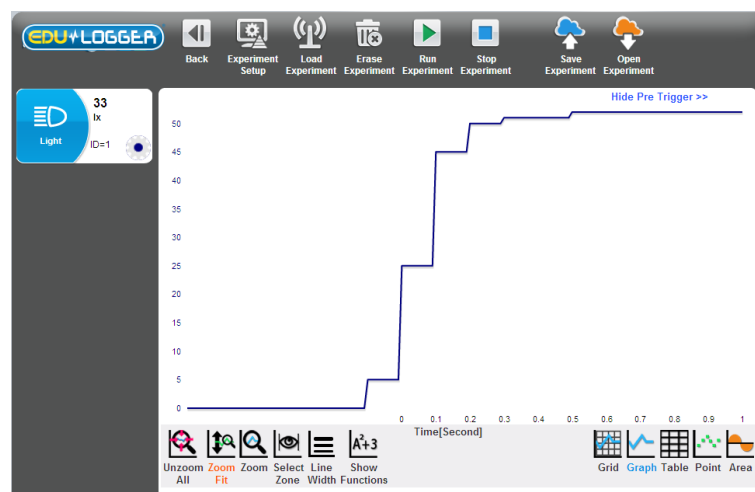 EDU LOGGER
Back
Experiment Setup
Load Experiment
Erase Experiment
Run Experiment
Stop Experiment
Save Experiment
Open Experiment
33
lx
Light
ID=1
Hide Pre Trigger >>
50
45
40
35
30
25
20
15
10
5
0
0 0.1 0.2 0.3 0.4 0.5 0.6 0.7 0.8 0.9 1
Time[Second]
Unzoom All
Zoom Fit
Zoom
Select Zone
Line Width
A²+3
Show Functions
Grid
Graph
Table
Point
Area